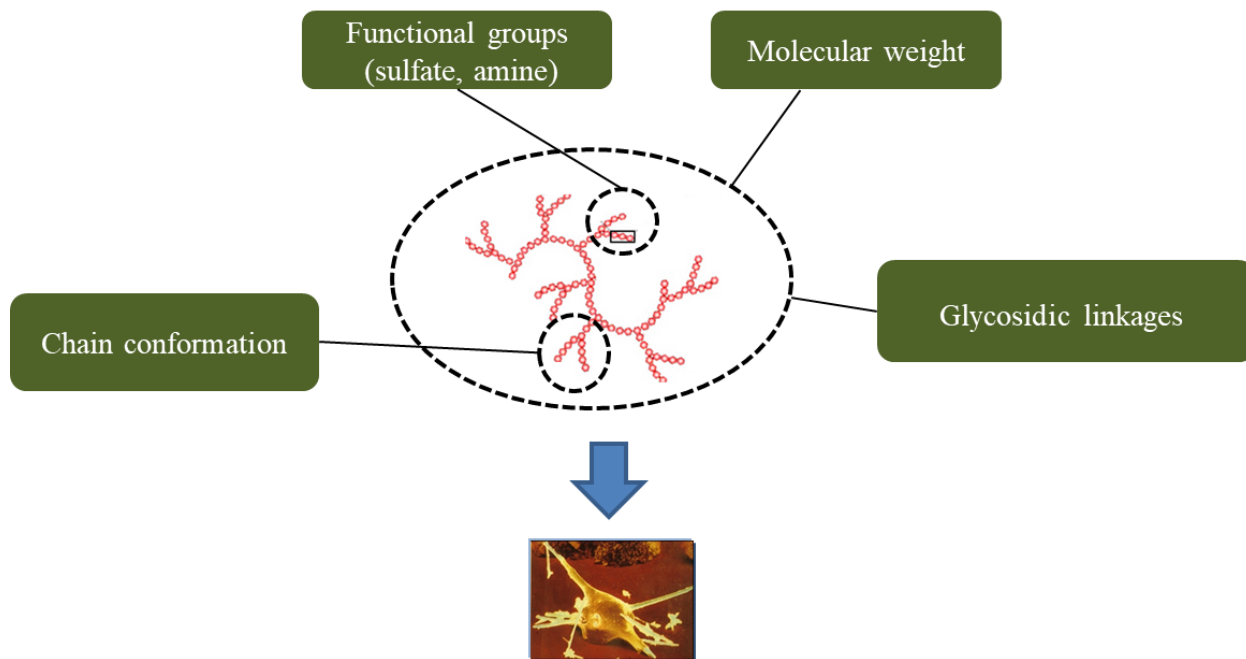 Functional groups
(sulfate, amine)
Molecular weight
Glycosidic linkages
Chain conformation